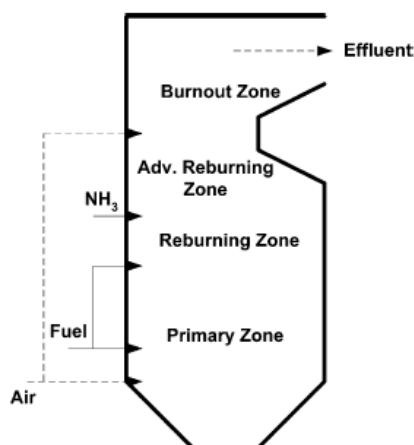 Effluent
Burnout Zone
Adv. Reburning
Zone
NH₃
Reburning Zone
Fuel
Primary Zone
Air